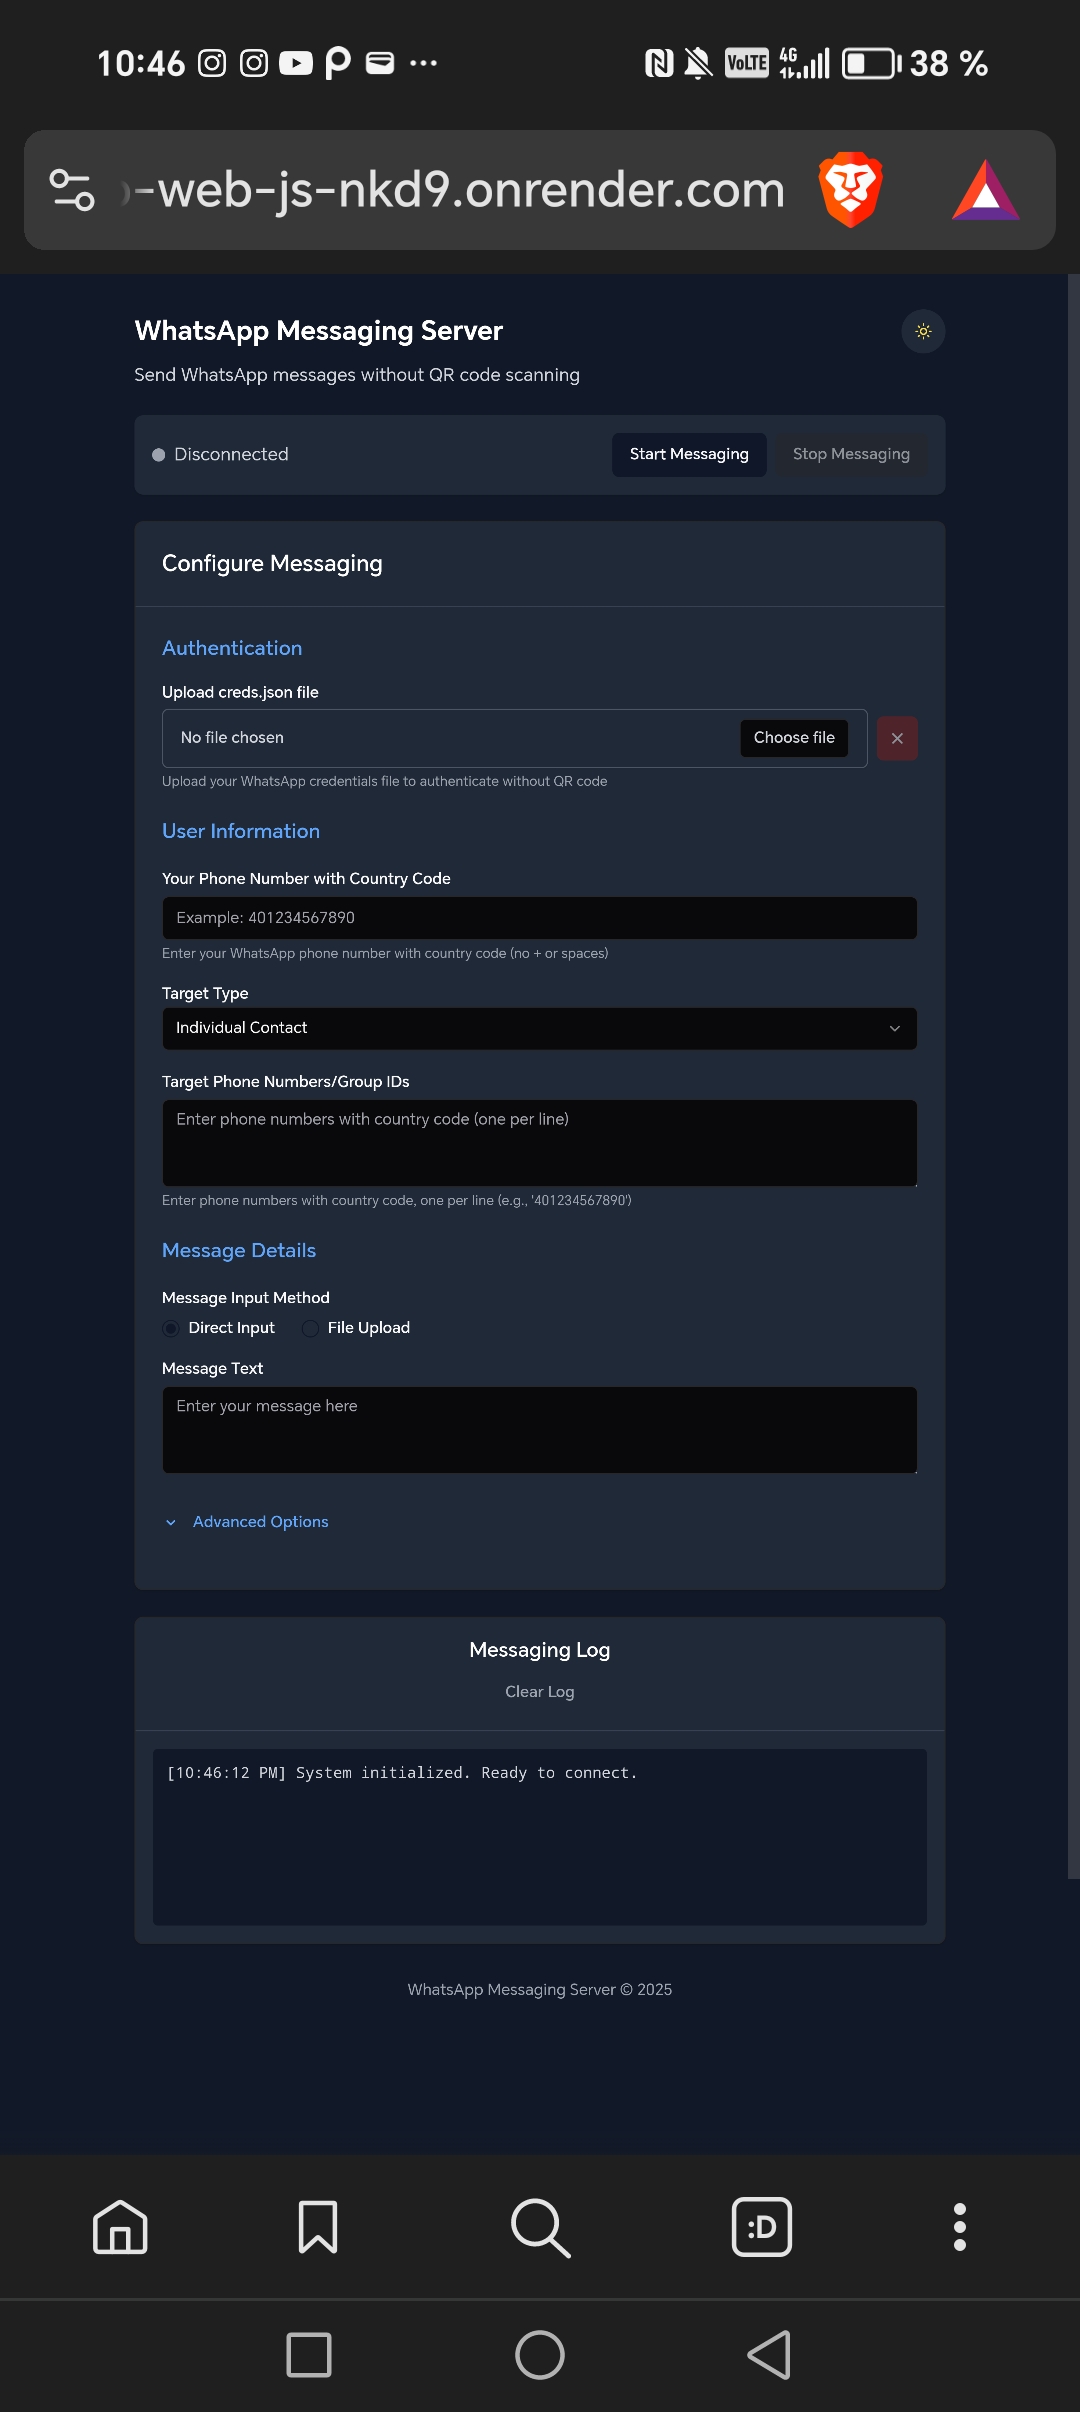 10:46 ... VoLTE 4G 38 %
-web-js-nkd9.onrender.com
WhatsApp Messaging Server
Send WhatsApp messages without QR code scanning
Disconnected Start Messaging Stop Messaging
Configure Messaging
Authentication
Upload creds.json file
No file chosen Choose file
Upload your WhatsApp credentials file to authenticate without QR code
User Information
Your Phone Number with Country Code
Example: 401234567890
Enter your WhatsApp phone number with country code (no + or spaces)
Target Type
Individual Contact
Target Phone Numbers/Group IDs
Enter phone numbers with country code (one per line)
Enter phone numbers with country code, one per line (e.g., '401234567890')
Message Details
Message Input Method
Direct Input File Upload
Message Text
Enter your message here
Advanced Options
Messaging Log
Clear Log
[10:46:12 PM] System initialized. Ready to connect.
WhatsApp Messaging Server © 2025
:D